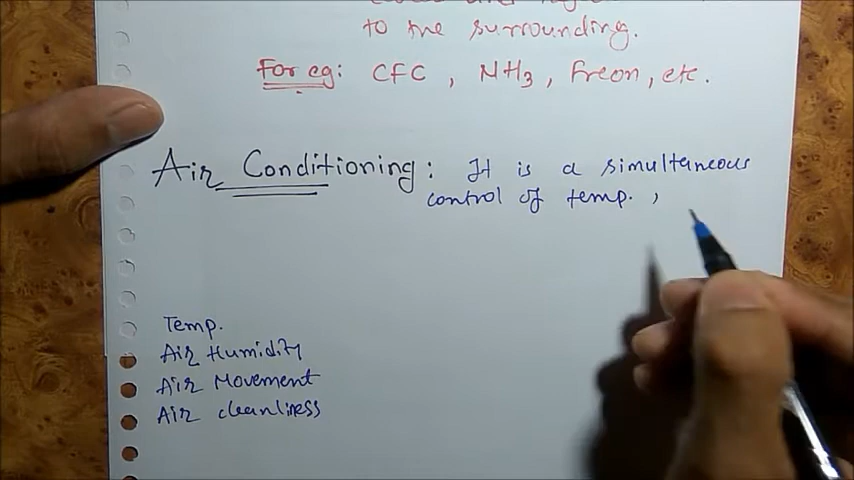 to the surrounding.
For eg: CFC, NH3, Freon, etc.
Air Conditioning: It is a simultaneous
control of temp.,
Temp.
Air Humidity
Air Movement
Air cleanliness